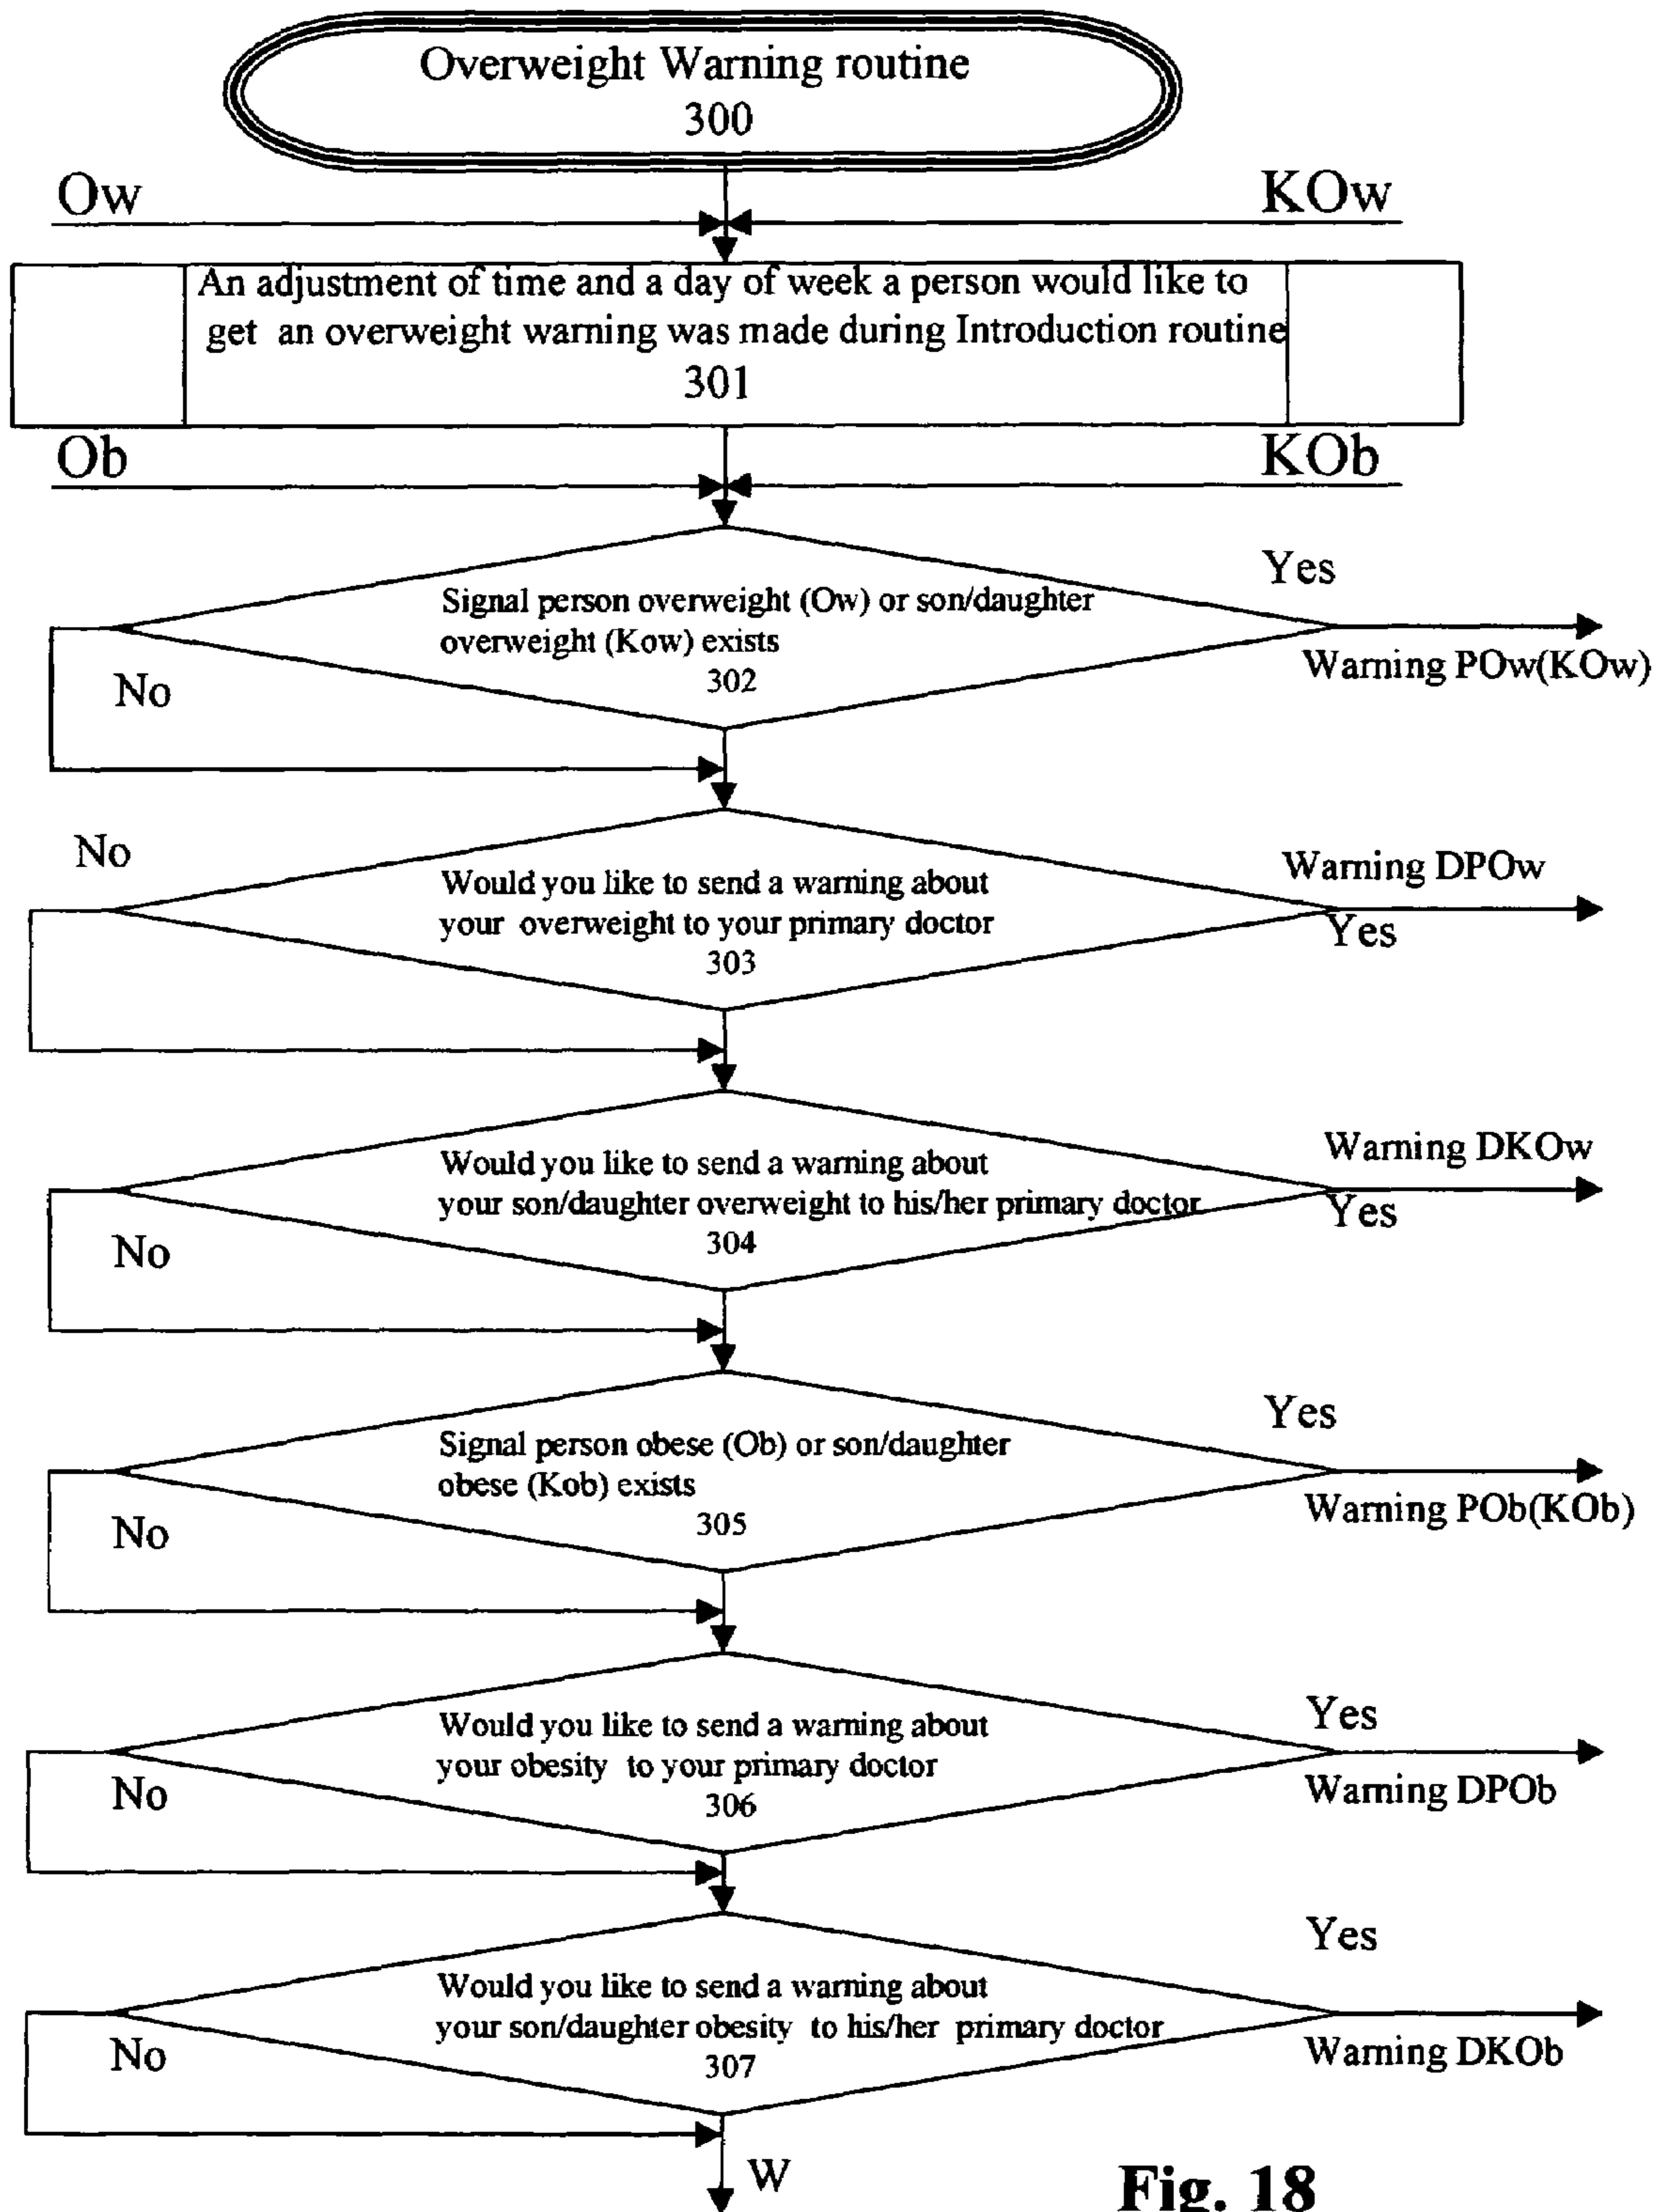 Overweight Warning routine
300
Ow
KOw
An adjustment of time and a day of week a person would like to
get an overweight warning was made during Introduction routine
301
Ob
KOb
Yes
Signal person overweight (Ow) or son/daughter
overweight (Kow) exists
302
Warning POw(KOw)
No
No
Warning DPOw
Would you like to send a warning about
your overweight to your primary doctor
303
Yes
Warning DKOw
Would you like to send a warning about
your son/daughter overweight to his/her primary doctor
304
Yes
No
Yes
Signal person obese (Ob) or son/daughter
obese (Kob) exists
305
Warning POb(KOb)
No
Yes
Would you like to send a warning about
your obesity to your primary doctor
306
Warning DPOb
No
Yes
Would you like to send a warning about
your son/daughter obesity to his/her primary doctor
307
Warning DKOb
No
W
Fig. 18